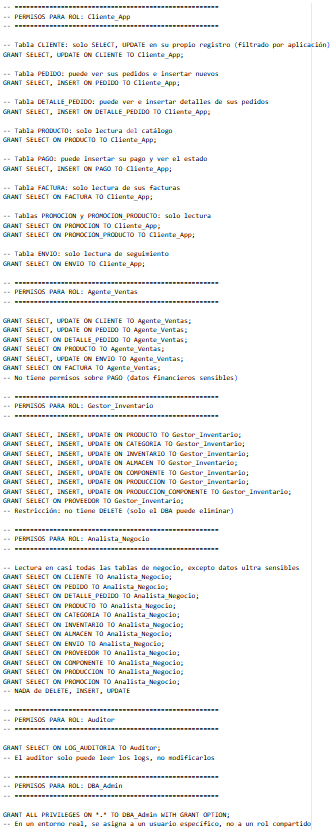 -- ==================================================
-- PERMISOS PARA ROL: Cliente_App
-- ==================================================
-- Tabla CLIENTE: solo SELECT, UPDATE en su propio registro (filtrado por aplicación)
GRANT SELECT, UPDATE ON CLIENTE TO Cliente_App;
-- Tabla PEDIDO: puede ver sus pedidos e insertar nuevos
GRANT SELECT, INSERT ON PEDIDO TO Cliente_App;
-- Tabla DETALLE_PEDIDO: puede ver e insertar detalles de sus pedidos
GRANT SELECT, INSERT ON DETALLE_PEDIDO TO Cliente_App;
-- Tabla PRODUCTO: solo lectura del catálogo
GRANT SELECT ON PRODUCTO TO Cliente_App;
-- Tabla PAGO: puede insertar su pago y ver el estado
GRANT SELECT, INSERT ON PAGO TO Cliente_App;
-- Tabla FACTURA: solo lectura de sus facturas
GRANT SELECT ON FACTURA TO Cliente_App;
-- Tablas PROMOCION y PROMOCION_PRODUCTO: solo lectura
GRANT SELECT ON PROMOCION TO Cliente_App;
GRANT SELECT ON PROMOCION_PRODUCTO TO Cliente_App;
-- Tabla ENVIO: solo lectura de seguimiento
GRANT SELECT ON ENVIO TO Cliente_App;
-- ==================================================
-- PERMISOS PARA ROL: Agente_Ventas
-- ==================================================
GRANT SELECT, UPDATE ON CLIENTE TO Agente_Ventas;
GRANT SELECT, UPDATE ON PEDIDO TO Agente_Ventas;
GRANT SELECT ON DETALLE_PEDIDO TO Agente_Ventas;
GRANT SELECT ON PRODUCTO TO Agente_Ventas;
GRANT SELECT, UPDATE ON ENVIO TO Agente_Ventas;
GRANT SELECT ON FACTURA TO Agente_Ventas;
-- No tiene permisos sobre PAGO (datos financieros sensibles)
-- ==================================================
-- PERMISOS PARA ROL: Gestor_Inventario
-- ==================================================
GRANT SELECT, INSERT, UPDATE ON PRODUCTO TO Gestor_Inventario;
GRANT SELECT, INSERT, UPDATE ON CATEGORIA TO Gestor_Inventario;
GRANT SELECT, INSERT, UPDATE ON INVENTARIO TO Gestor_Inventario;
GRANT SELECT, INSERT, UPDATE ON ALMACEN TO Gestor_Inventario;
GRANT SELECT, INSERT, UPDATE ON COMPONENTE TO Gestor_Inventario;
GRANT SELECT, INSERT, UPDATE ON PRODUCCION TO Gestor_Inventario;
GRANT SELECT, INSERT, UPDATE ON PRODUCCION_COMPONENTE TO Gestor_Inventario;
GRANT SELECT ON PROVEEDOR TO Gestor_Inventario;
-- Restricción: no tiene DELETE (solo el DBA puede eliminar)
-- ==================================================
-- PERMISOS PARA ROL: Analista_Negocio
-- ==================================================
-- Lectura en casi todas las tablas de negocio, excepto datos ultra sensibles
GRANT SELECT ON CLIENTE TO Analista_Negocio;
GRANT SELECT ON PEDIDO TO Analista_Negocio;
GRANT SELECT ON DETALLE_PEDIDO TO Analista_Negocio;
GRANT SELECT ON PRODUCTO TO Analista_Negocio;
GRANT SELECT ON CATEGORIA TO Analista_Negocio;
GRANT SELECT ON INVENTARIO TO Analista_Negocio;
GRANT SELECT ON ALMACEN TO Analista_Negocio;
GRANT SELECT ON ENVIO TO Analista_Negocio;
GRANT SELECT ON PROVEEDOR TO Analista_Negocio;
GRANT SELECT ON COMPONENTE TO Analista_Negocio;
GRANT SELECT ON PRODUCCION TO Analista_Negocio;
GRANT SELECT ON PROMOCION TO Analista_Negocio;
-- NADA de DELETE, INSERT, UPDATE
-- ==================================================
-- PERMISOS PARA ROL: Auditor
-- ==================================================
GRANT SELECT ON LOG_AUDITORIA TO Auditor;
-- El auditor solo puede leer los logs, no modificarlos
-- ==================================================
-- PERMISOS PARA ROL: DBA_Admin
-- ==================================================
GRANT ALL PRIVILEGES ON *.* TO DBA_Admin WITH GRANT OPTION;
-- En un entorno real, se asigna a un usuario específico, no a un rol compartido